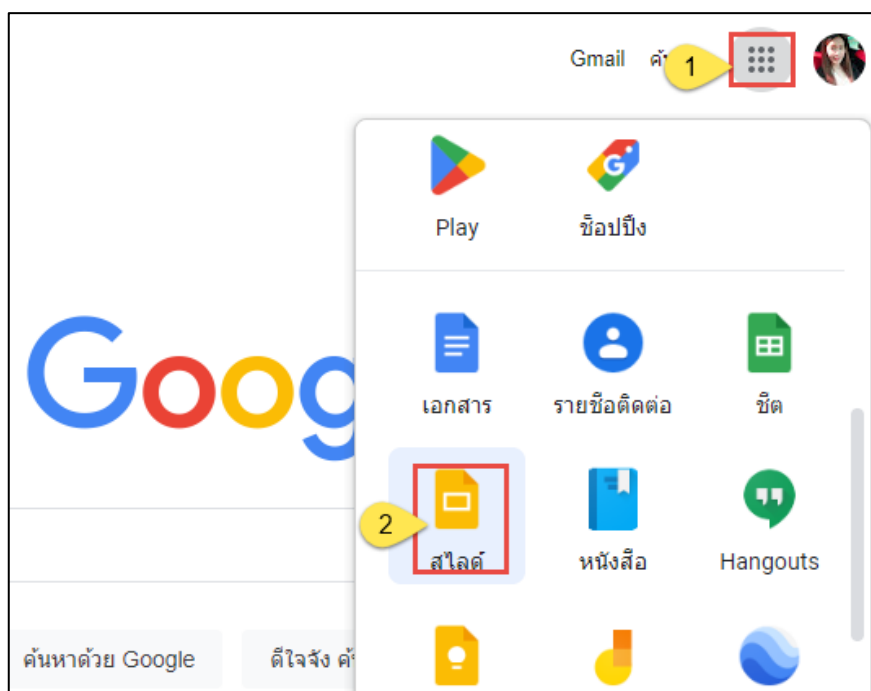 Gmail
1
Play
ช็อปปิ้ง
G
Goog
เอกสาร
รายชื่อติดต่อ
ชีต
2
สไลด์
หนังสือ
Hangouts
ค้นหาด้วย Google
ดีใจจัง